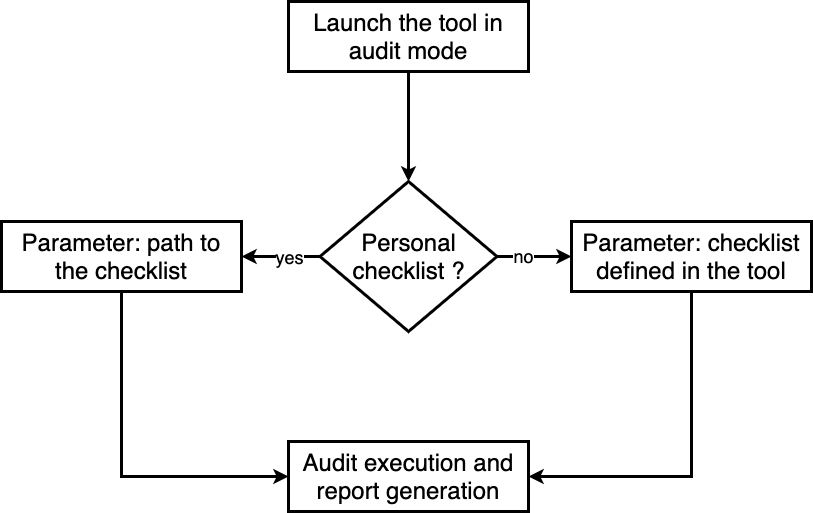 Launch the tool in
audit mode
Personal
checklist ?
yes
no
Parameter: path to
the checklist
Parameter: checklist
defined in the tool
Audit execution and
report generation